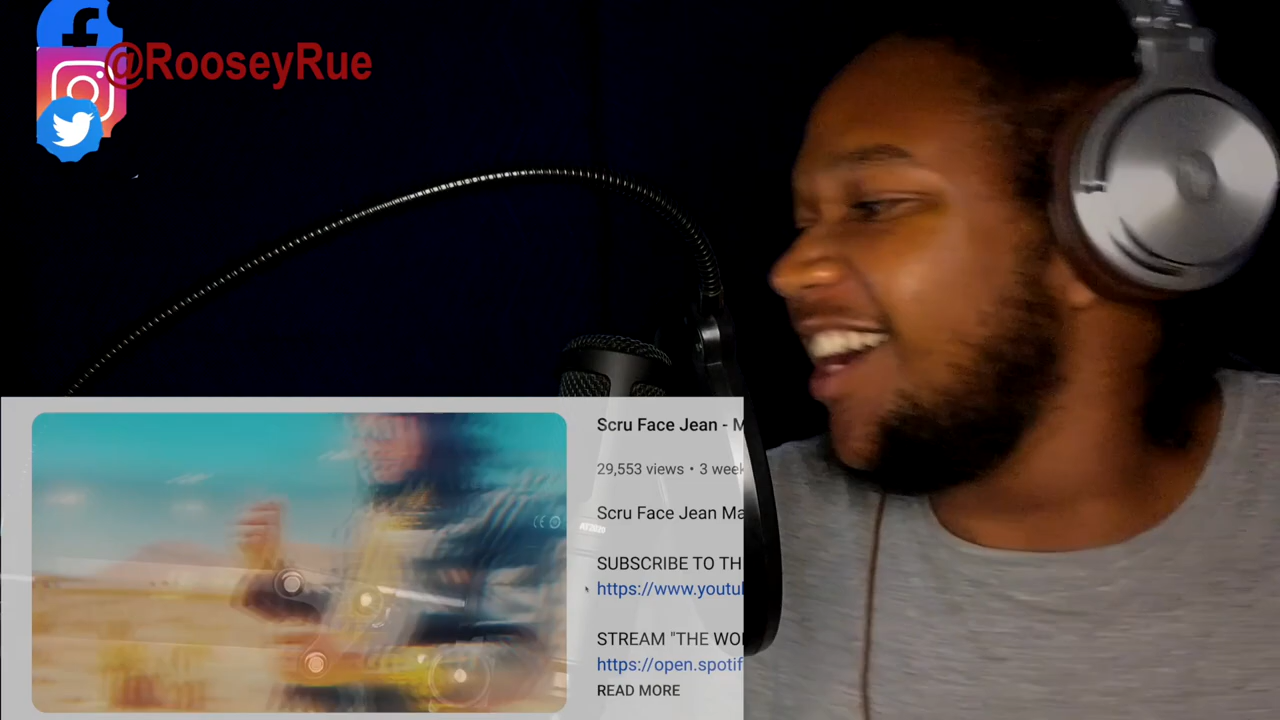 @RooseyRue
Scru Face Jean - M
29,553 views • 3 week
Scru Face Jean Ma
AT2020
SUBSCRIBE TO TH
https://www.youtu
STREAM "THE WO
https://open.spotif
READ MORE